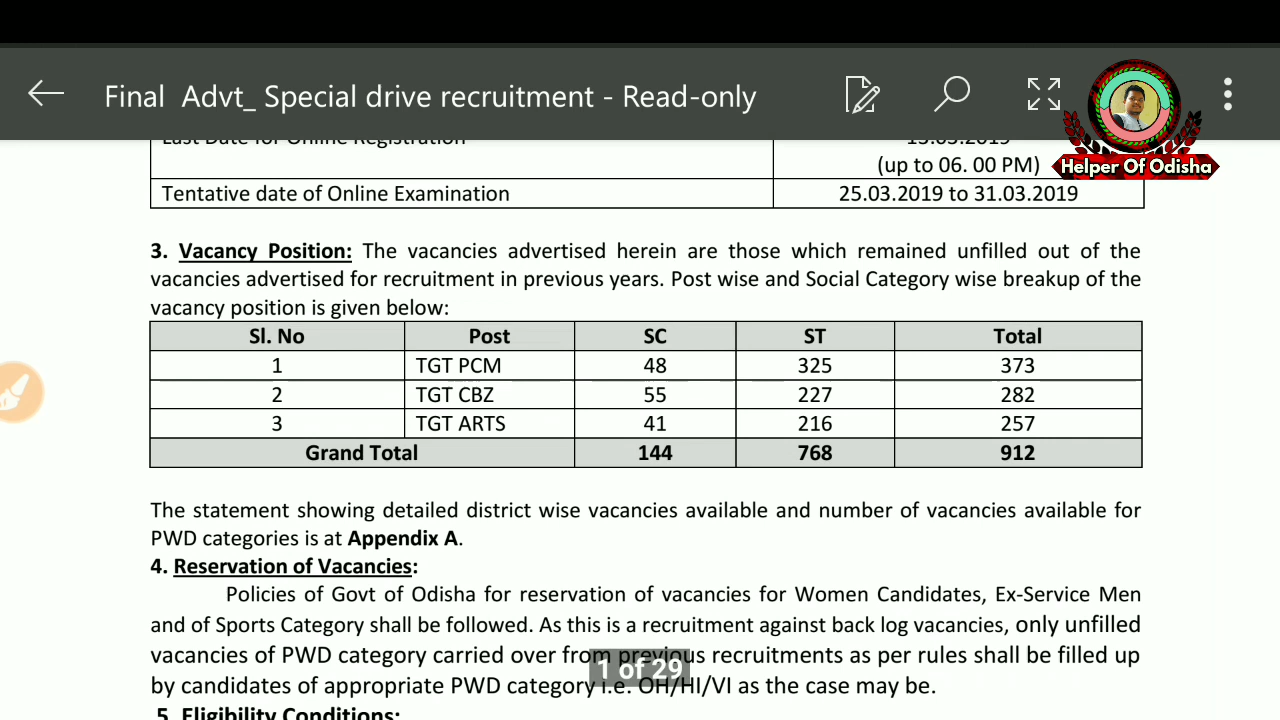 Final Advt_ Special drive recruitment - Read-only
Helper Of Odisha
Last Date for Online Registration
(up to 06. 00 PM)
Tentative date of Online Examination 25.03.2019 to 31.03.2019
3. Vacancy Position: The vacancies advertised herein are those which remained unfilled out of the
vacancies advertised for recruitment in previous years. Post wise and Social Category wise breakup of the
vacancy position is given below:
Sl. No Post SC ST Total
1 TGT PCM 48 325 373
2 TGT CBZ 55 227 282
3 TGT ARTS 41 216 257
Grand Total 144 768 912
The statement showing detailed district wise vacancies available and number of vacancies available for
PWD categories is at Appendix A.
4. Reservation of Vacancies:
Policies of Govt of Odisha for reservation of vacancies for Women Candidates, Ex-Service Men
and of Sports Category shall be followed. As this is a recruitment against back log vacancies, only unfilled
vacancies of PWD category carried over from previous recruitments as per rules shall be filled up
1 of 29
by candidates of appropriate PWD category i.e. OH/HI/VI as the case may be.
5. Eligibility Conditions: